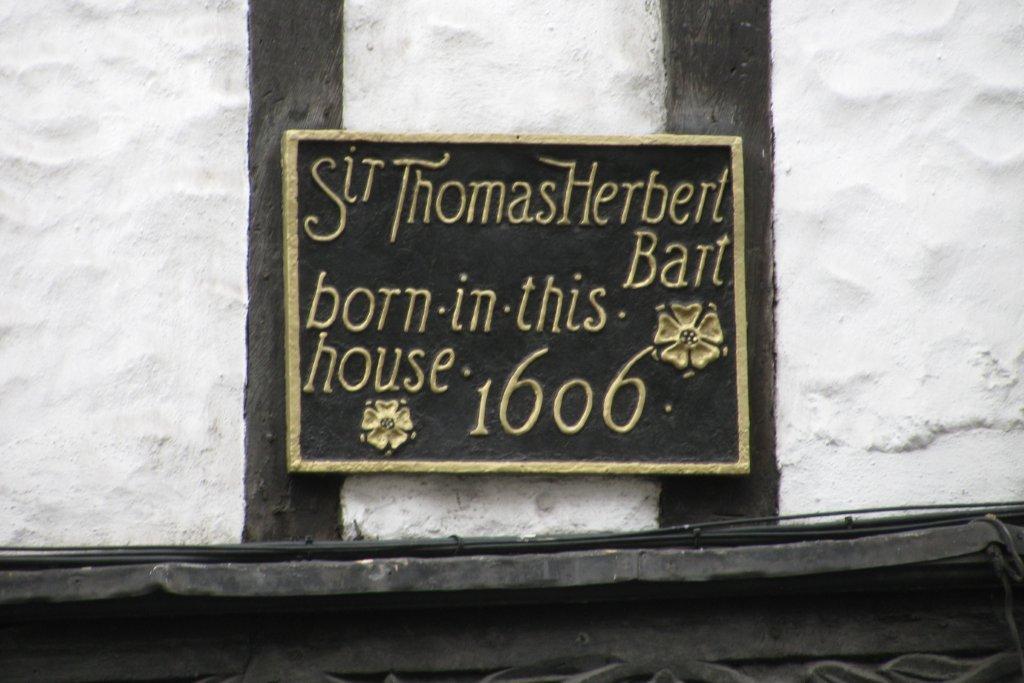 Sir Thomas Herbert
Bart
born·in·this·
house·
1606·